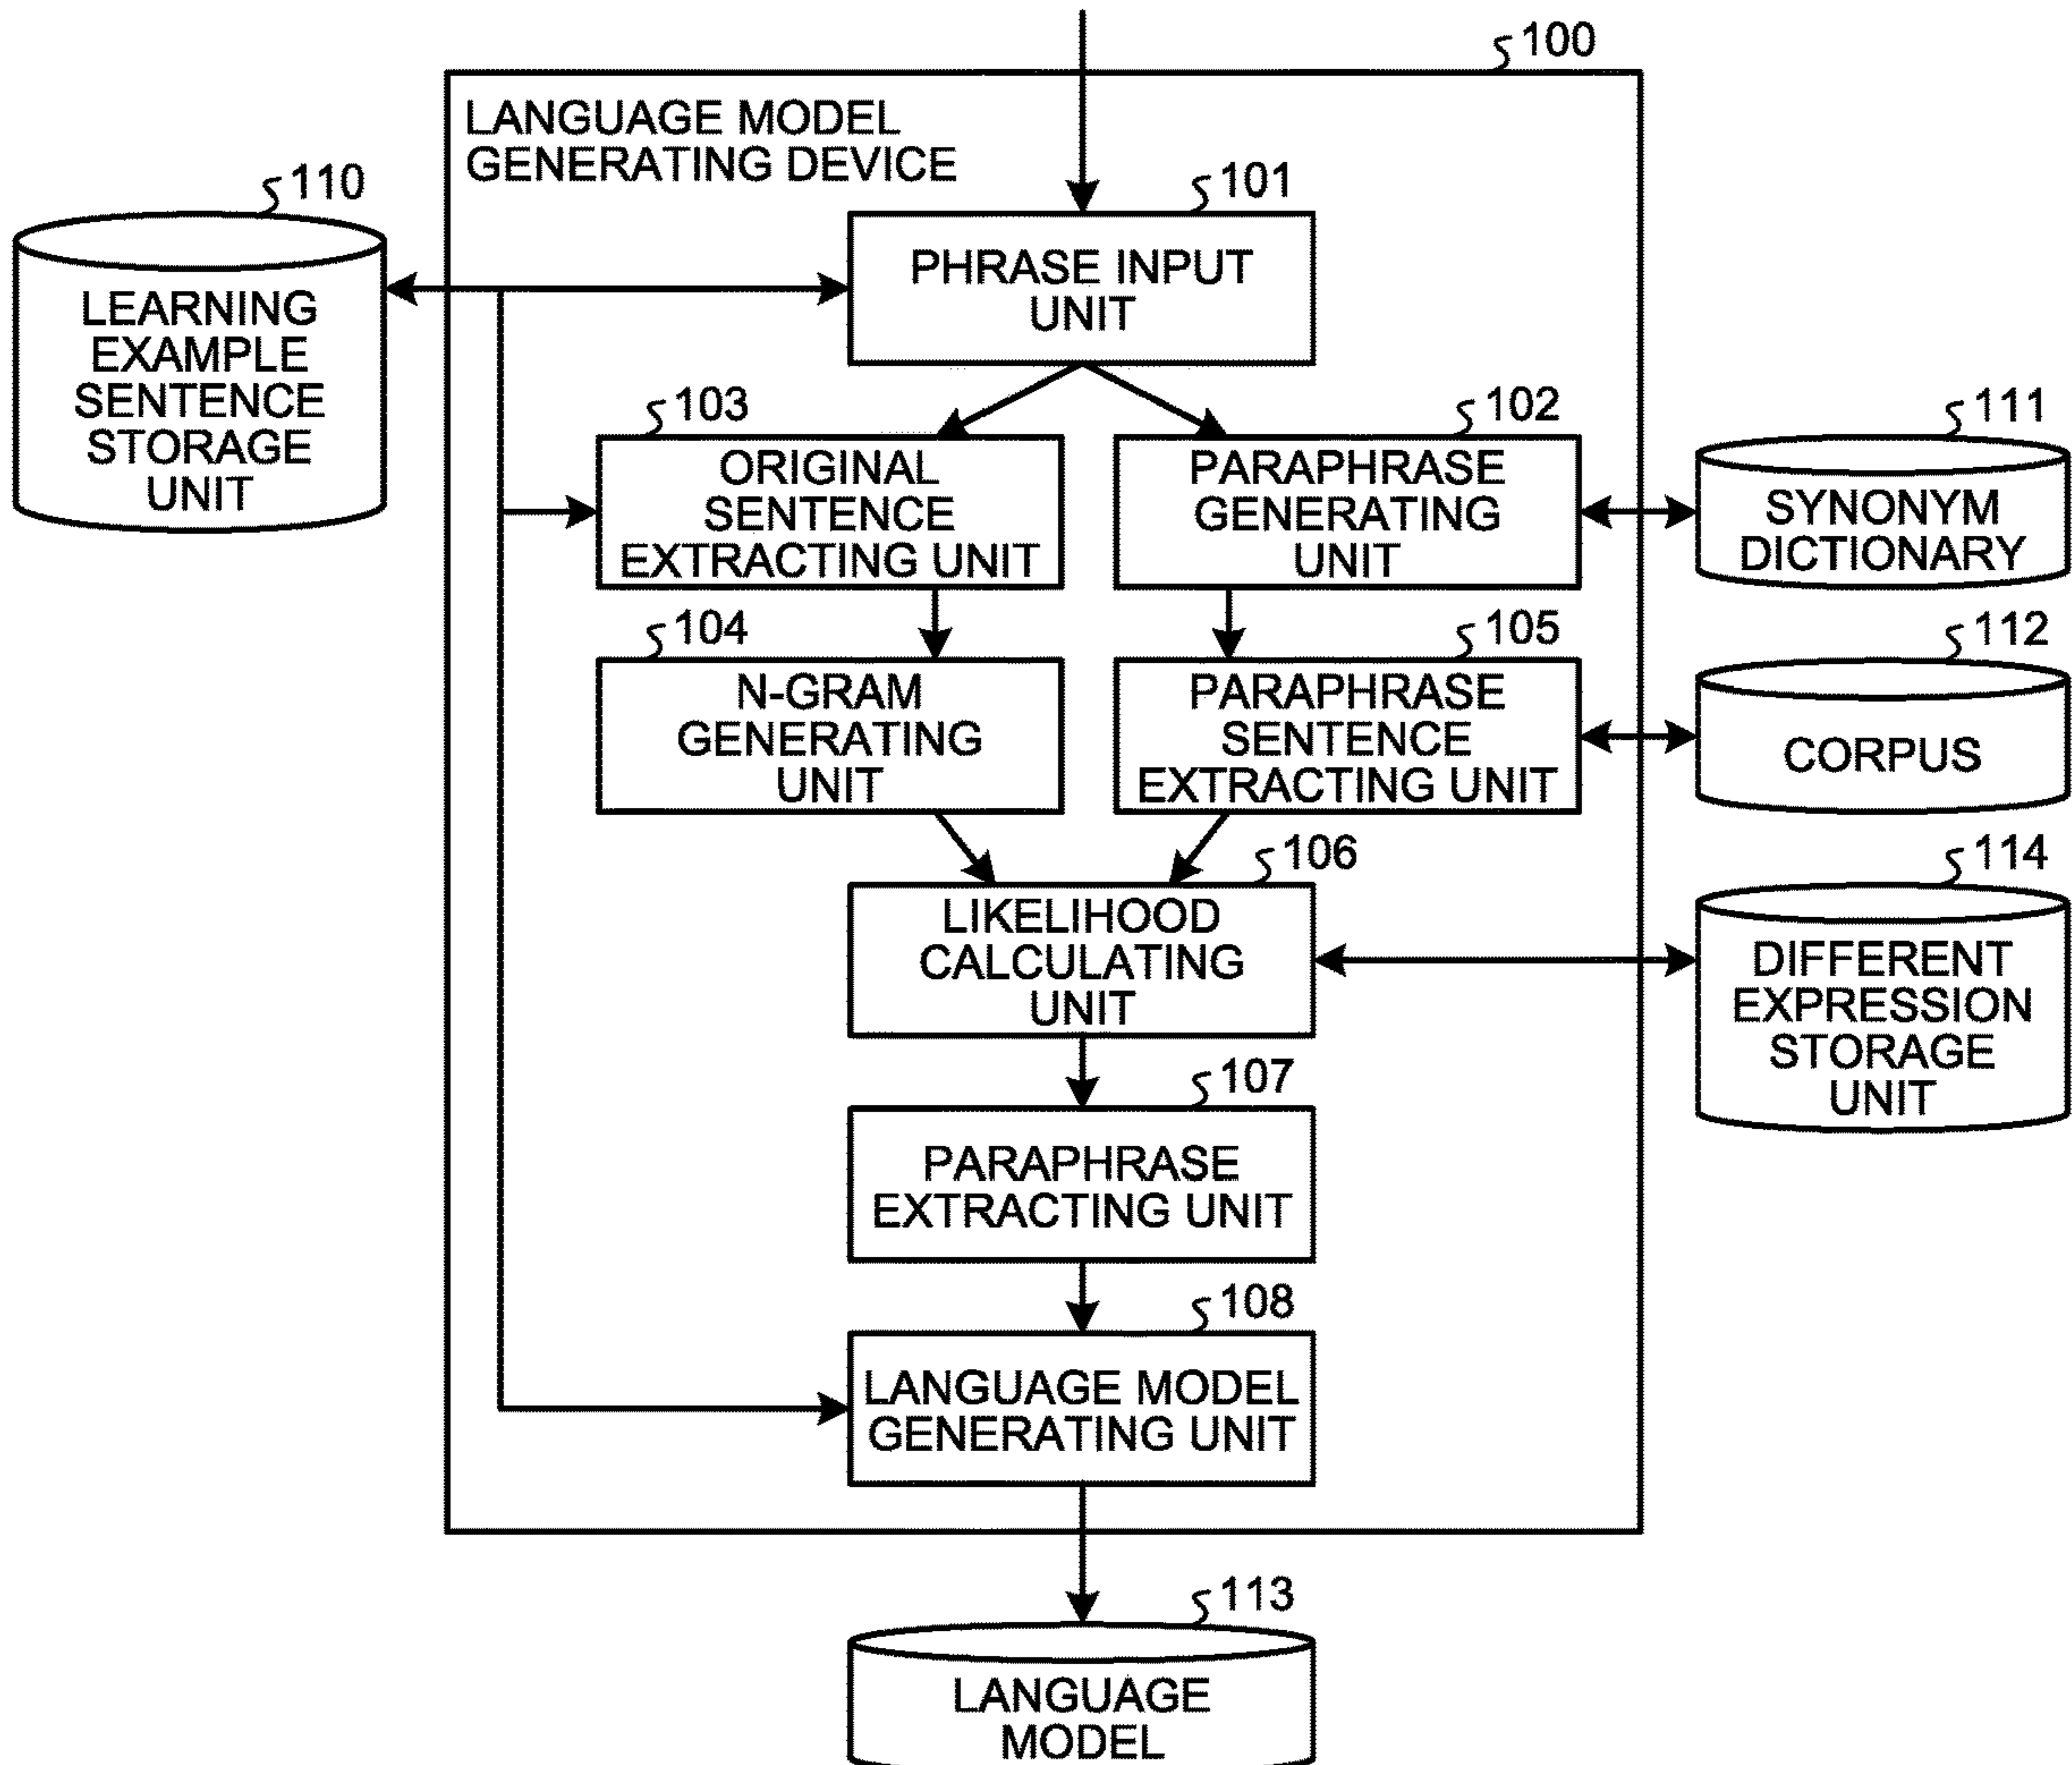 100
LANGUAGE MODEL
GENERATING DEVICE
110
LEARNING
EXAMPLE
SENTENCE
STORAGE
UNIT
101
PHRASE INPUT
UNIT
103
ORIGINAL
SENTENCE
EXTRACTING UNIT
102
PARAPHRASE
GENERATING
UNIT
111
SYNONYM
DICTIONARY
104
N-GRAM
GENERATING
UNIT
105
PARAPHRASE
SENTENCE
EXTRACTING UNIT
112
CORPUS
106
LIKELIHOOD
CALCULATING
UNIT
114
DIFFERENT
EXPRESSION
STORAGE
UNIT
107
PARAPHRASE
EXTRACTING UNIT
108
LANGUAGE MODEL
GENERATING UNIT
113
LANGUAGE
MODEL